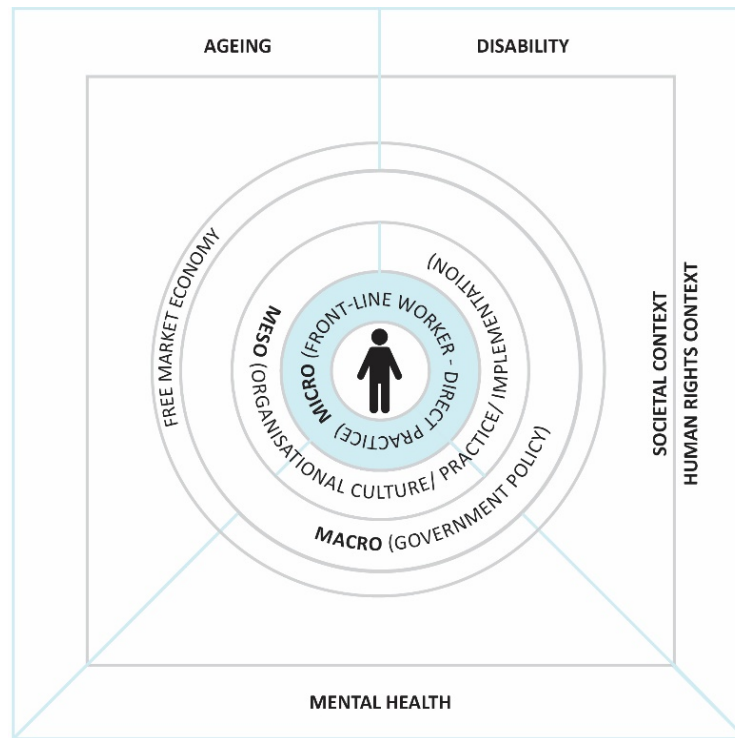 AGEING
DISABILITY
FREE MARKET ECONOMY
MESO (ORGANISATIONAL CULTURE/ PRACTICE/ IMPLEMENTATION)
MICRO (FRONT-LINE WORKER - DIRECT PRACTICE)
MACRO (GOVERNMENT POLICY)
SOCIETAL CONTEXT
HUMAN RIGHTS CONTEXT
MENTAL HEALTH